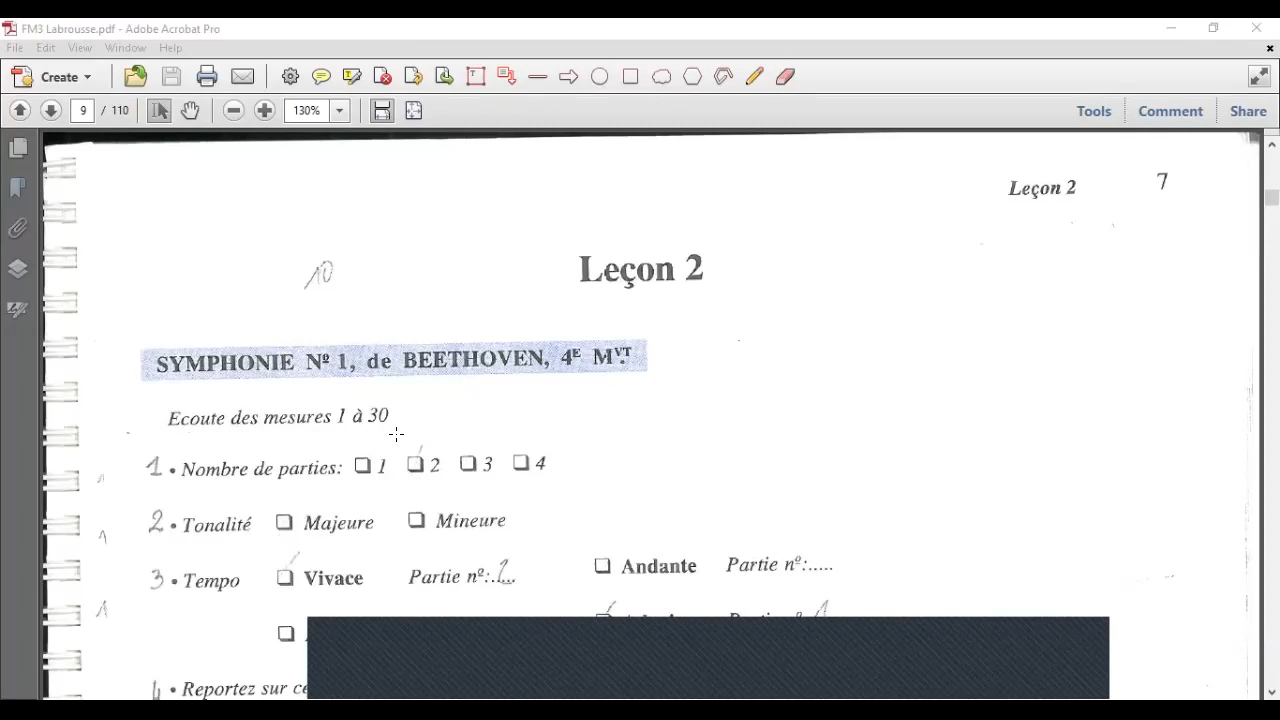 FM3 Labrousse.pdf - Adobe Acrobat Pro
File Edit View Window Help
Create
9 / 110 130% Tools Comment Share
Leçon 2 7
10 Leçon 2
SYMPHONIE Nº 1, de BEETHOVEN, 4E MVT.
Ecoute des mesures 1 à 30
1 • Nombre de parties: 1 2 3 4
2 • Tonalité Majeure Mineure
3 • Tempo Vivace Partie nº:..2... Andante Partie nº:.....
1
4 • Reportez sur ce